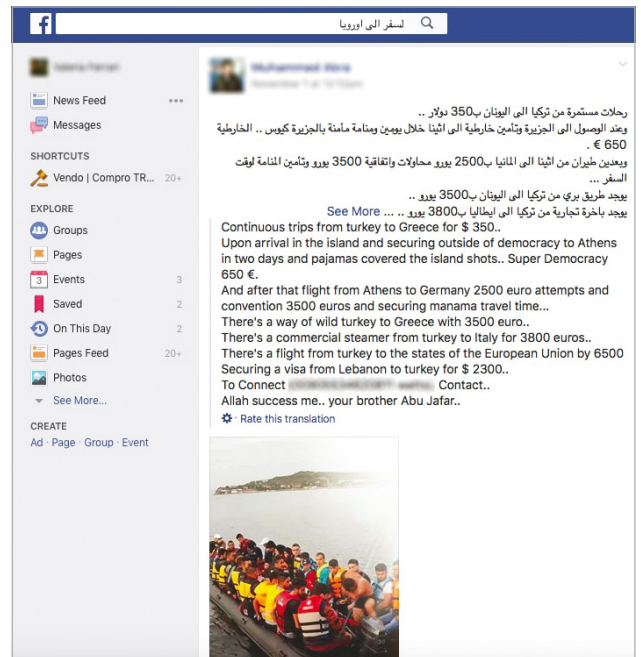 f
لسفر الى اوروبا
News Feed
Messages
SHORTCUTS
Vendo | Compro TR... 20+
EXPLORE
Groups
Pages
3 Events 3
Saved 2
On This Day 2
Pages Feed 20+
Photos
See More...
CREATE
Ad · Page · Group · Event
رحلات مستمرة من تركيا الى اليونان ب350 دولار ..
وعند الوصول الى الجزيرة وتأمين خارطية الى اثينا خلال يومين ومنامة مأمنة بالجزيرة كيوس .. الخارطية
650 € .
وبعدين طيران من اثينا الى المانيا ب2500 يورو محاولات واتفاقية 3500 يورو وتأمين المنامة لوقت
السفر ...
يوجد طريق بري من تركيا الى اليونان ب3500 يورو ..
يوجد باخرة تجارية من تركيا الى ايطاليا ب3800 يورو .. ... See More
Continuous trips from turkey to Greece for $ 350..
Upon arrival in the island and securing outside of democracy to Athens
in two days and pajamas covered the island shots.. Super Democracy
650 €.
And after that flight from Athens to Germany 2500 euro attempts and
convention 3500 euros and securing manama travel time...
There's a way of wild turkey to Greece with 3500 euro..
There's a commercial steamer from turkey to Italy for 3800 euros..
There's a flight from turkey to the states of the European Union by 6500
Securing a visa from Lebanon to turkey for $ 2300..
To Connect Contact..
Allah success me.. your brother Abu Jafar..
· Rate this translation